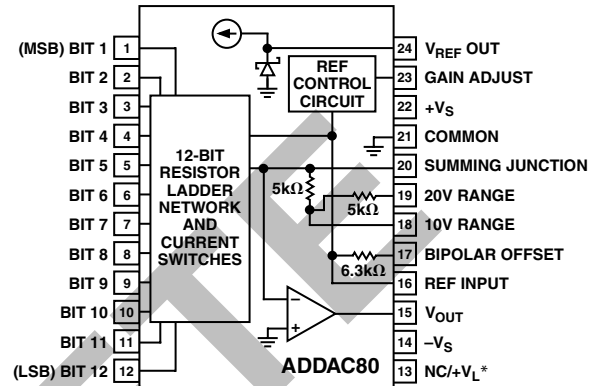 (MSB) BIT 1 1
BIT 2 2
BIT 3 3
BIT 4 4
BIT 5 5
BIT 6 6
BIT 7 7
BIT 8 8
BIT 9 9
BIT 10 10
BIT 11 11
(LSB) BIT 12 12
12-BIT
RESISTOR
LADDER
NETWORK
AND
CURRENT
SWITCHES
REF
CONTROL
CIRCUIT
5kΩ
5kΩ
6.3kΩ
−
+
ADDAC80
24 VREF OUT
23 GAIN ADJUST
22 +VS
21 COMMON
20 SUMMING JUNCTION
19 20V RANGE
18 10V RANGE
17 BIPOLAR OFFSET
16 REF INPUT
15 VOUT
14 –VS
13 NC/+VL*